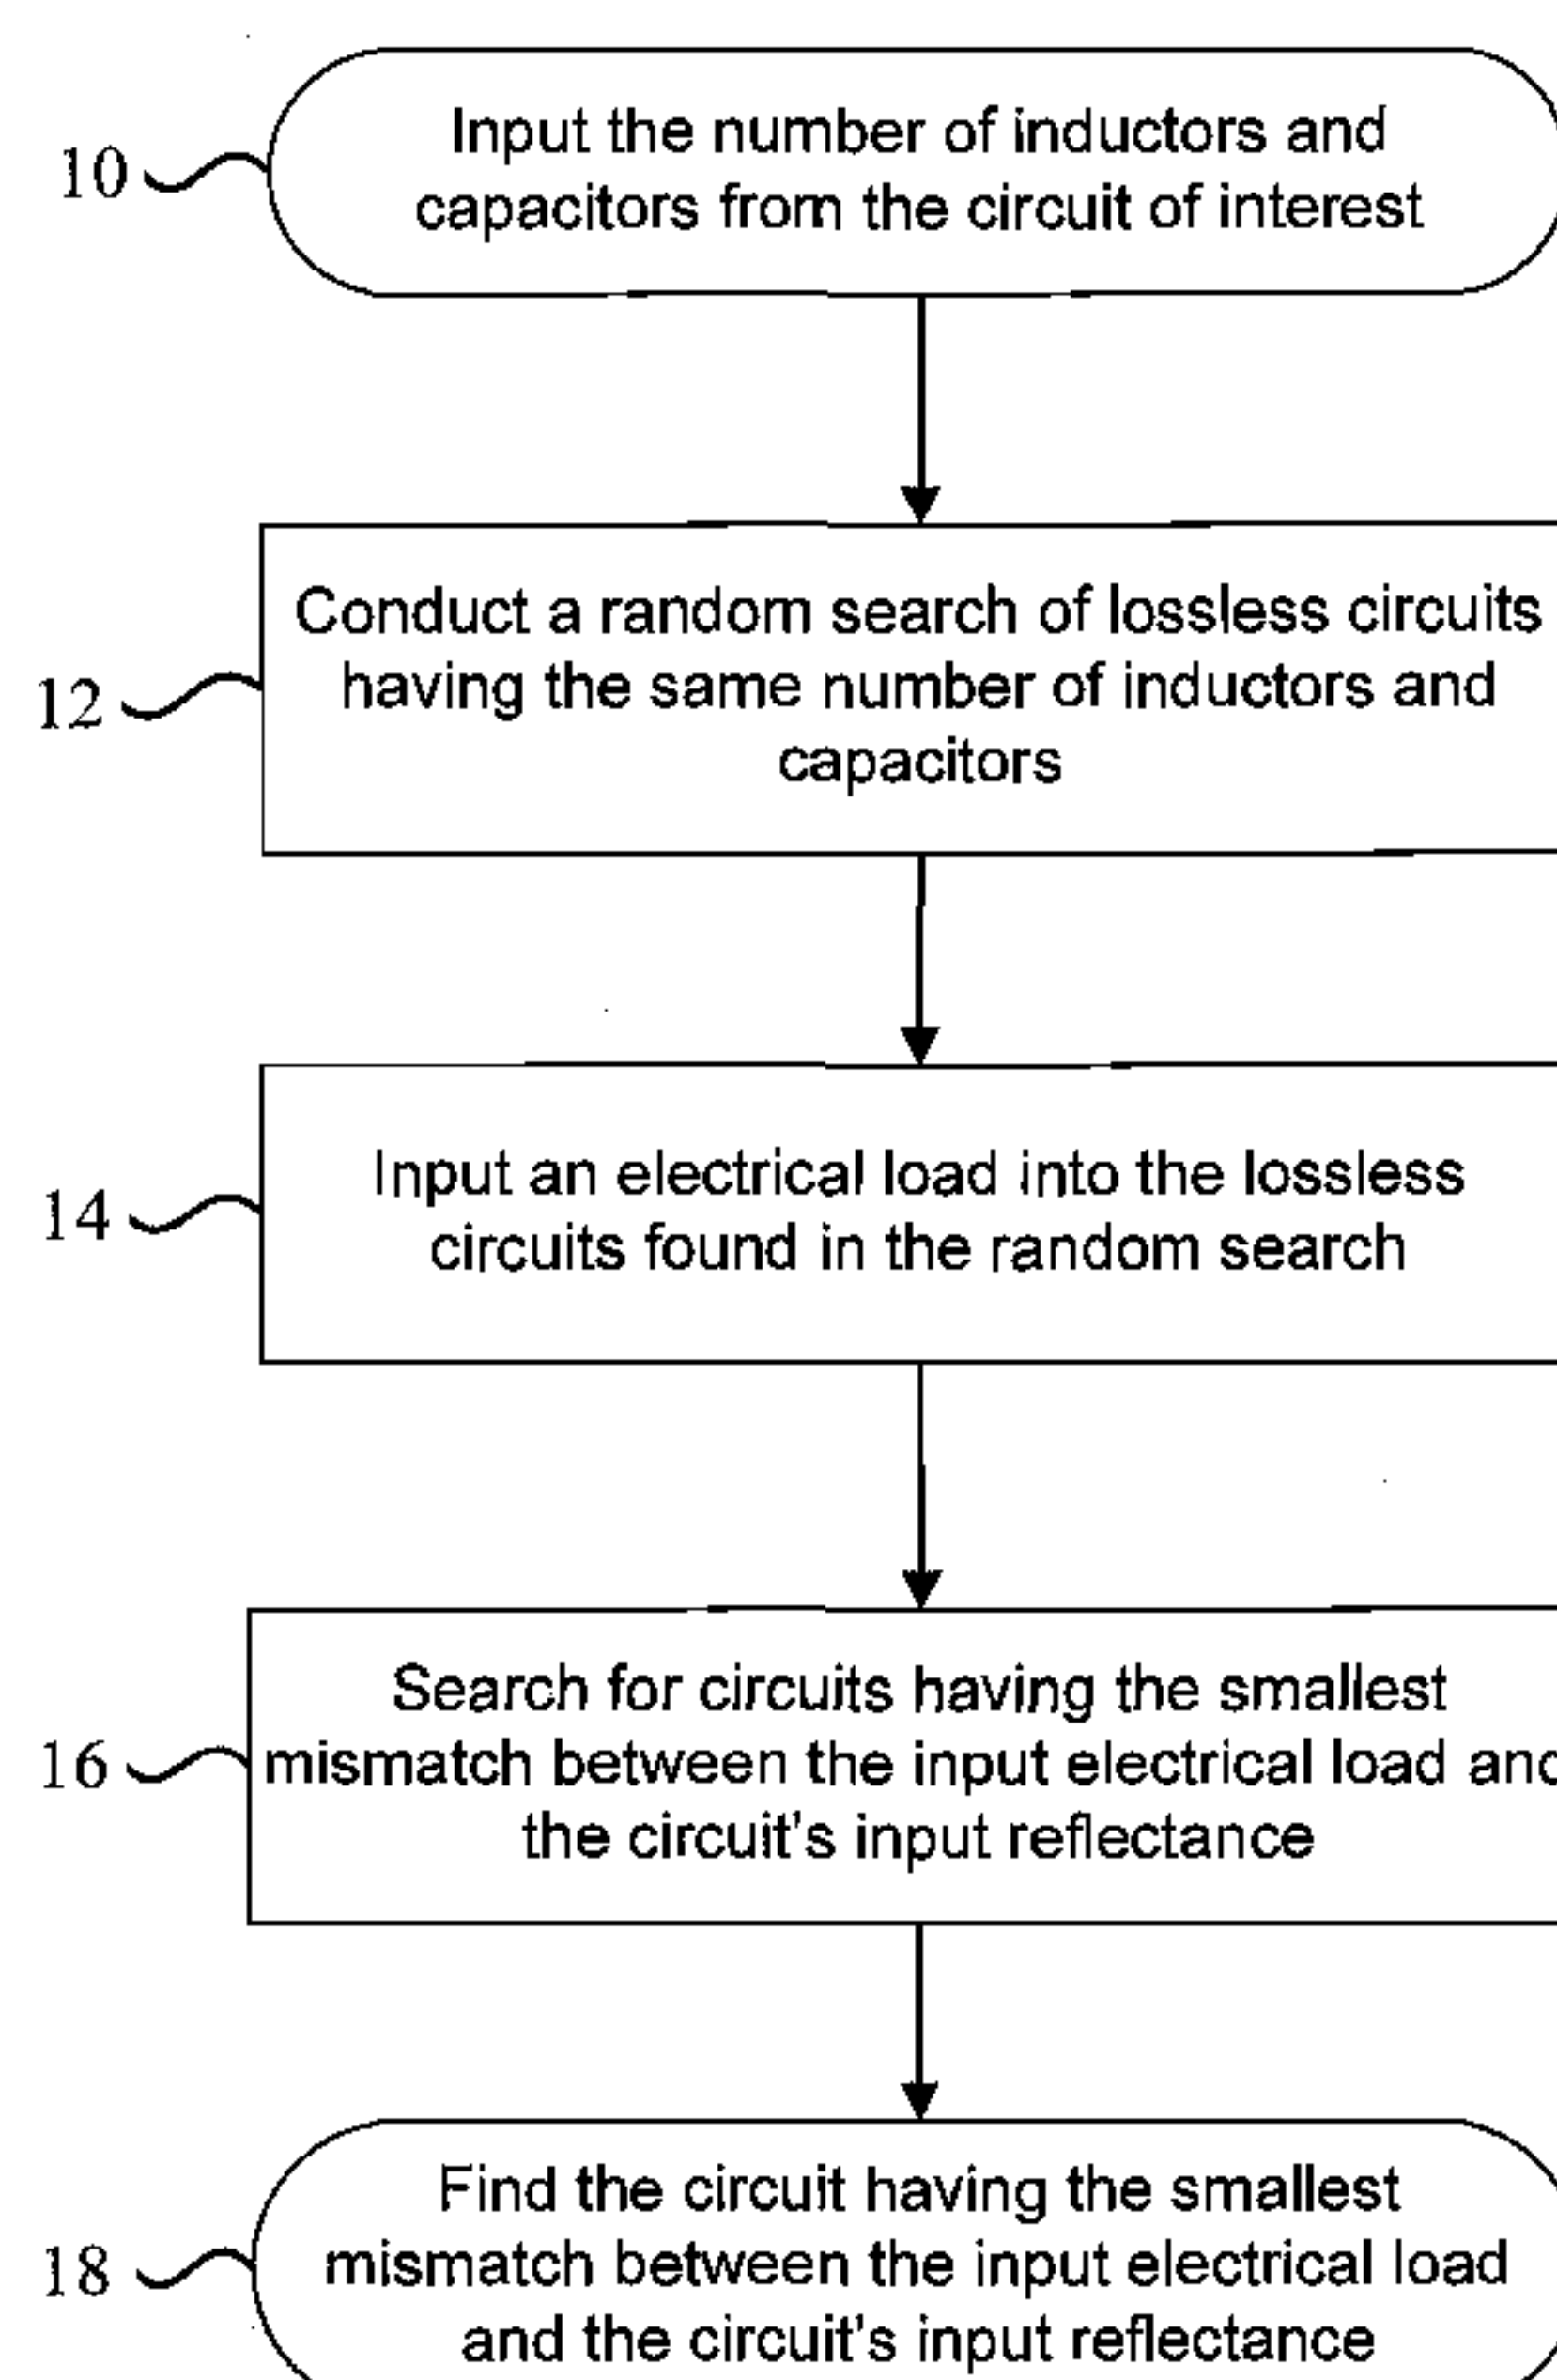 10
Input the number of inductors and
capacitors from the circuit of interest
12
Conduct a random search of lossless circuits
having the same number of inductors and
capacitors
14
Input an electrical load into the lossless
circuits found in the random search
16
Search for circuits having the smallest
mismatch between the input electrical load and
the circuit's input reflectance
18
Find the circuit having the smallest
mismatch between the input electrical load
and the circuit's input reflectance